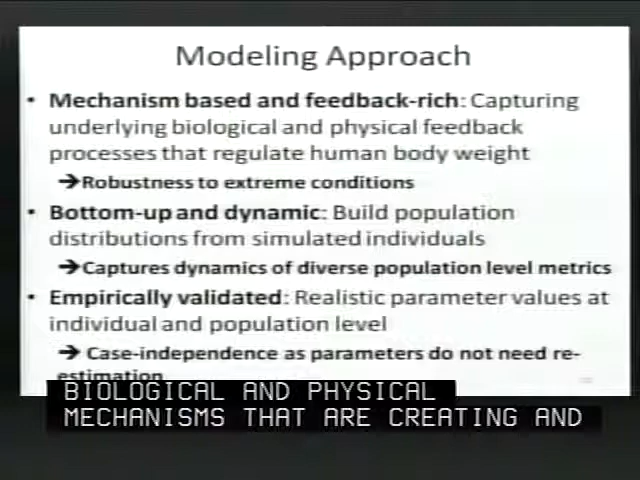 Modeling Approach
• Mechanism based and feedback-rich: Capturing
underlying biological and physical feedback
processes that regulate human body weight
➔Robustness to extreme conditions
• Bottom-up and dynamic: Build population
distributions from simulated individuals
➔Captures dynamics of diverse population level metrics
• Empirically validated: Realistic parameter values at
individual and population level
➔ Case-independence as parameters do not need re-
estimation
BIOLOGICAL AND PHYSICAL
MECHANISMS THAT ARE CREATING AND